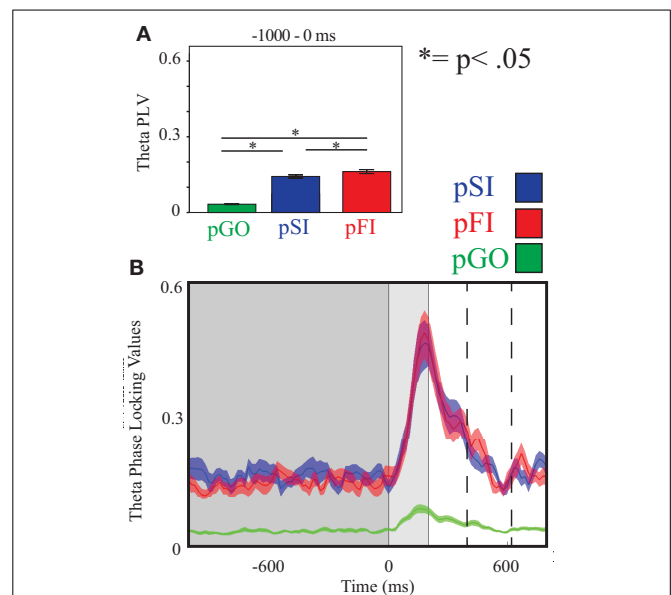 A
-1000 - 0 ms
*= p< .05
Theta PLV
0.6
0.3
0
* * *
pGO pSI pFI
pSI
pFI
pGO
B
Theta Phase Locking Values
0.6
0.3
0
-600 0 600
Time (ms)